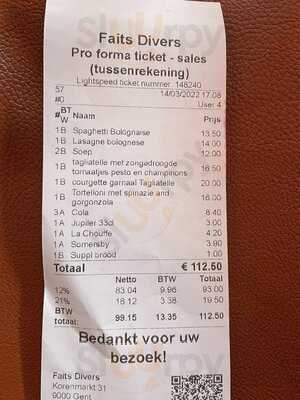 Faits Divers
Pro forma ticket - sales
(tussenrekening)
Lightspeed ticket nummer: 148240
57 14/03/2022 17:08
#0 User 4
#BTW Naam Prijs
1B Spaghetti Bolognaise 13.50
1B Lasagne bolognese 14.00
2B Soep 12.00
1B tagliatelle met zongedroogde tomaatjes pesto en champinons 16.50
1B courgette garnaal Tagliatelle 20.00
1B Tortelloni met spinazie and gorgonzola 16.00
3A Cola 8.40
1A Jupiler 33cl 3.00
1A La Chouffe 4.20
1A Somersby 3.90
1B Suppl brood 1.00
Totaal € 112.50
Netto BTW Totaal
12% 83.04 9.96 93.00
21% 16.12 3.38 19.50
BTW totaal: 99.15 13.35 112.50
Bedankt voor uw
bezoek!
Faits Divers
Korenmarkt 31
9000 Gent